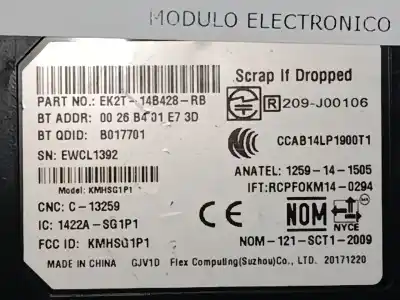 MODULO ELECTRONICO
Scrap If Dropped
PART NO.: EK2T-14B428-RB
R 209-J00106
BT ADDR: 00 26 B4 01 E7 3D
BT QDID: B017701
CCAB14LP1900T1
SN: EWCL1392
ANATEL: 1259-14-1505
Model: KMHSG1P1
IFT:RCPFOKM14-0294
CNC: C-13259
CE
NOM
NYCE
IC: 1422A-SG1P1
FCC ID: KMHSG1P1
NOM-121-SCT1-2009
MADE IN CHINA GJV1D Flex Computing(Suzhou)Co., LTD. 20171220